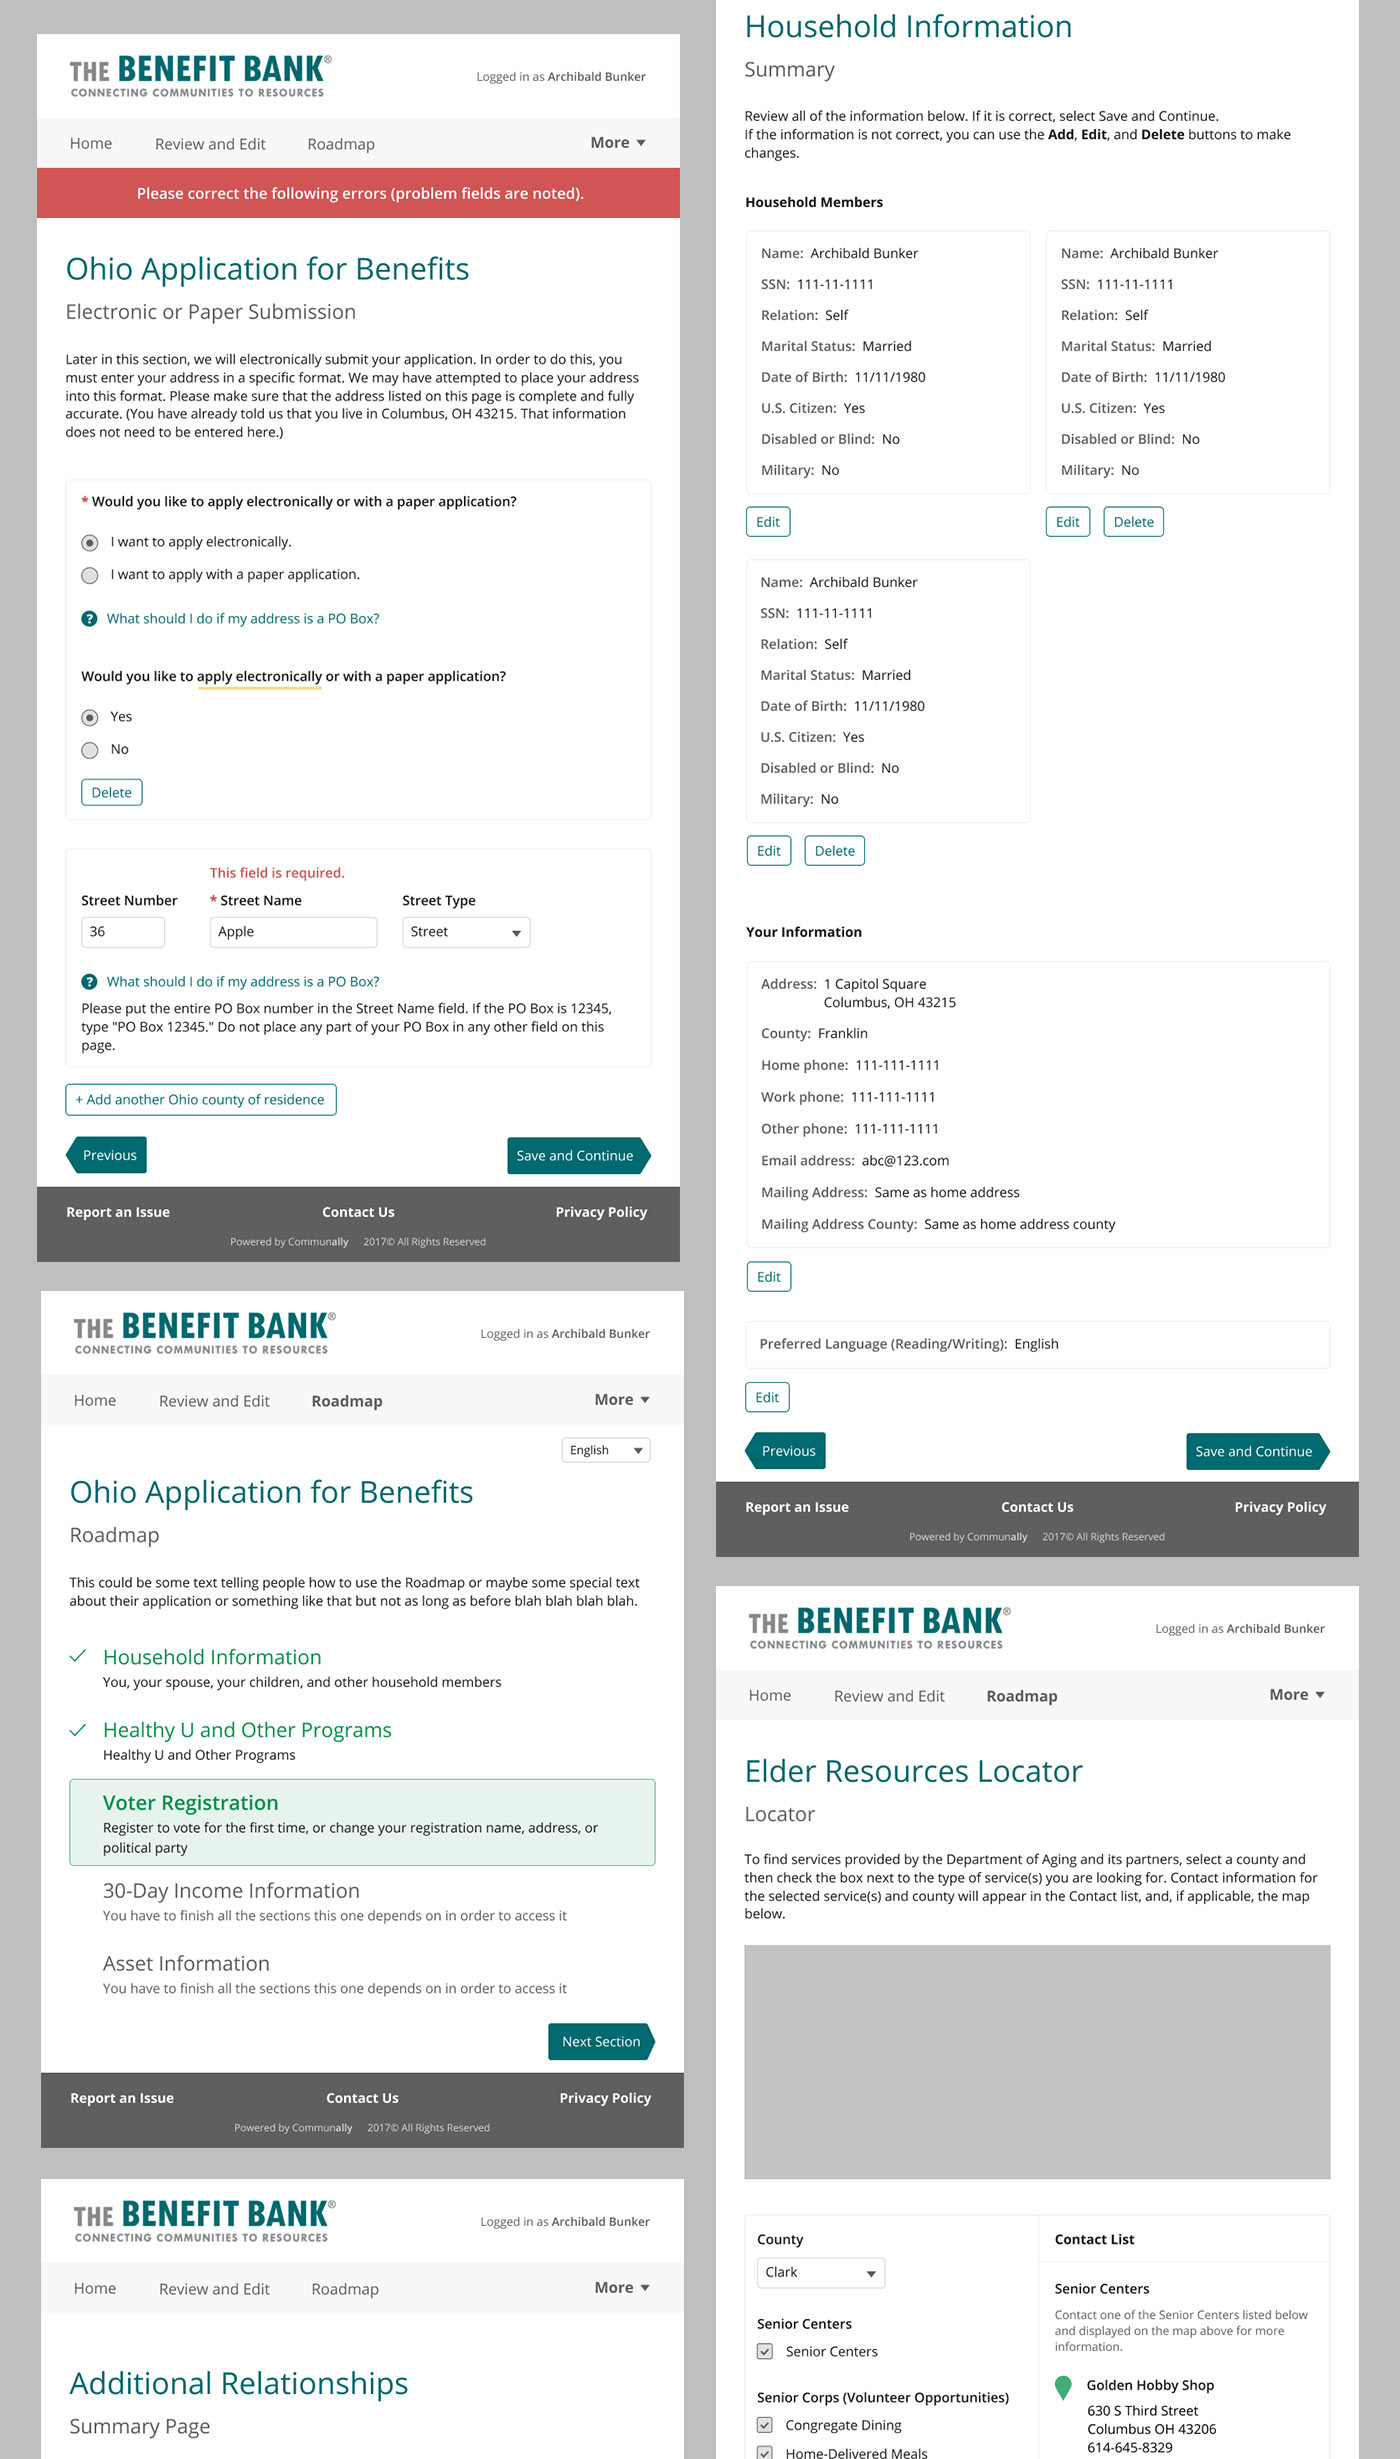 THE BENEFIT BANK®
CONNECTING COMMUNITIES TO RESOURCES
Logged in as Archibald Bunker
Home
Review and Edit
Roadmap
More
Please correct the following errors (problem fields are noted).
Ohio Application for Benefits
Electronic or Paper Submission
Later in this section, we will electronically submit your application. In order to do this, you
must enter your address in a specific format. We may have attempted to place your address
into this format. Please make sure that the address listed on this page is complete and fully
accurate. (You have already told us that you live in Columbus, OH 43215. That information
does not need to be entered here.)
* Would you like to apply electronically or with a paper application?
I want to apply electronically.
I want to apply with a paper application.
? What should I do if my address is a PO Box?
Would you like to apply electronically or with a paper application?
Yes
No
Delete
This field is required.
Street Number
* Street Name
Street Type
36
Apple
Street
? What should I do if my address is a PO Box?
Please put the entire PO Box number in the Street Name field. If the PO Box is 12345,
type "PO Box 12345." Do not place any part of your PO Box in any other field on this
page.
+ Add another Ohio county of residence
Previous
Save and Continue
Report an Issue
Contact Us
Privacy Policy
Powered by Communally 2017© All Rights Reserved
THE BENEFIT BANK®
CONNECTING COMMUNITIES TO RESOURCES
Logged in as Archibald Bunker
Home
Review and Edit
Roadmap
More
English
Ohio Application for Benefits
Roadmap
This could be some text telling people how to use the Roadmap or maybe some special text
about their application or something like that but not as long as before blah blah blah blah.
Household Information
You, your spouse, your children, and other household members
Healthy U and Other Programs
Healthy U and Other Programs
Voter Registration
Register to vote for the first time, or change your registration name, address, or
political party
30-Day Income Information
You have to finish all the sections this one depends on in order to access it
Asset Information
You have to finish all the sections this one depends on in order to access it
Next Section
Report an Issue
Contact Us
Privacy Policy
Powered by Communally 2017© All Rights Reserved
THE BENEFIT BANK®
CONNECTING COMMUNITIES TO RESOURCES
Logged in as Archibald Bunker
Home
Review and Edit
Roadmap
More
Additional Relationships
Summary Page
Household Information
Summary
Review all of the information below. If it is correct, select Save and Continue.
If the information is not correct, you can use the Add, Edit, and Delete buttons to make
changes.
Household Members
Name: Archibald Bunker
SSN: 111-11-1111
Relation: Self
Marital Status: Married
Date of Birth: 11/11/1980
U.S. Citizen: Yes
Disabled or Blind: No
Military: No
Edit
Name: Archibald Bunker
SSN: 111-11-1111
Relation: Self
Marital Status: Married
Date of Birth: 11/11/1980
U.S. Citizen: Yes
Disabled or Blind: No
Military: No
Edit
Delete
Name: Archibald Bunker
SSN: 111-11-1111
Relation: Self
Marital Status: Married
Date of Birth: 11/11/1980
U.S. Citizen: Yes
Disabled or Blind: No
Military: No
Edit
Delete
Your Information
Address: 1 Capitol Square
Columbus, OH 43215
County: Franklin
Home phone: 111-111-1111
Work phone: 111-111-1111
Other phone: 111-111-1111
Email address: abc@123.com
Mailing Address: Same as home address
Mailing Address County: Same as home address county
Edit
Preferred Language (Reading/Writing): English
Edit
Previous
Save and Continue
Report an Issue
Contact Us
Privacy Policy
Powered by Communally 2017© All Rights Reserved
THE BENEFIT BANK®
CONNECTING COMMUNITIES TO RESOURCES
Logged in as Archibald Bunker
Home
Review and Edit
Roadmap
More
Elder Resources Locator
Locator
To find services provided by the Department of Aging and its partners, select a county and
then check the box next to the type of service(s) you are looking for. Contact information for
the selected service(s) and county will appear in the Contact list, and, if applicable, the map
below.
County
Clark
Senior Centers
Senior Centers
Senior Corps (Volunteer Opportunities)
Congregate Dining
Home-Delivered Meals
Contact List
Senior Centers
Contact one of the Senior Centers listed below
and displayed on the map above for more
information.
Golden Hobby Shop
630 S Third Street
Columbus OH 43206
614-645-8329